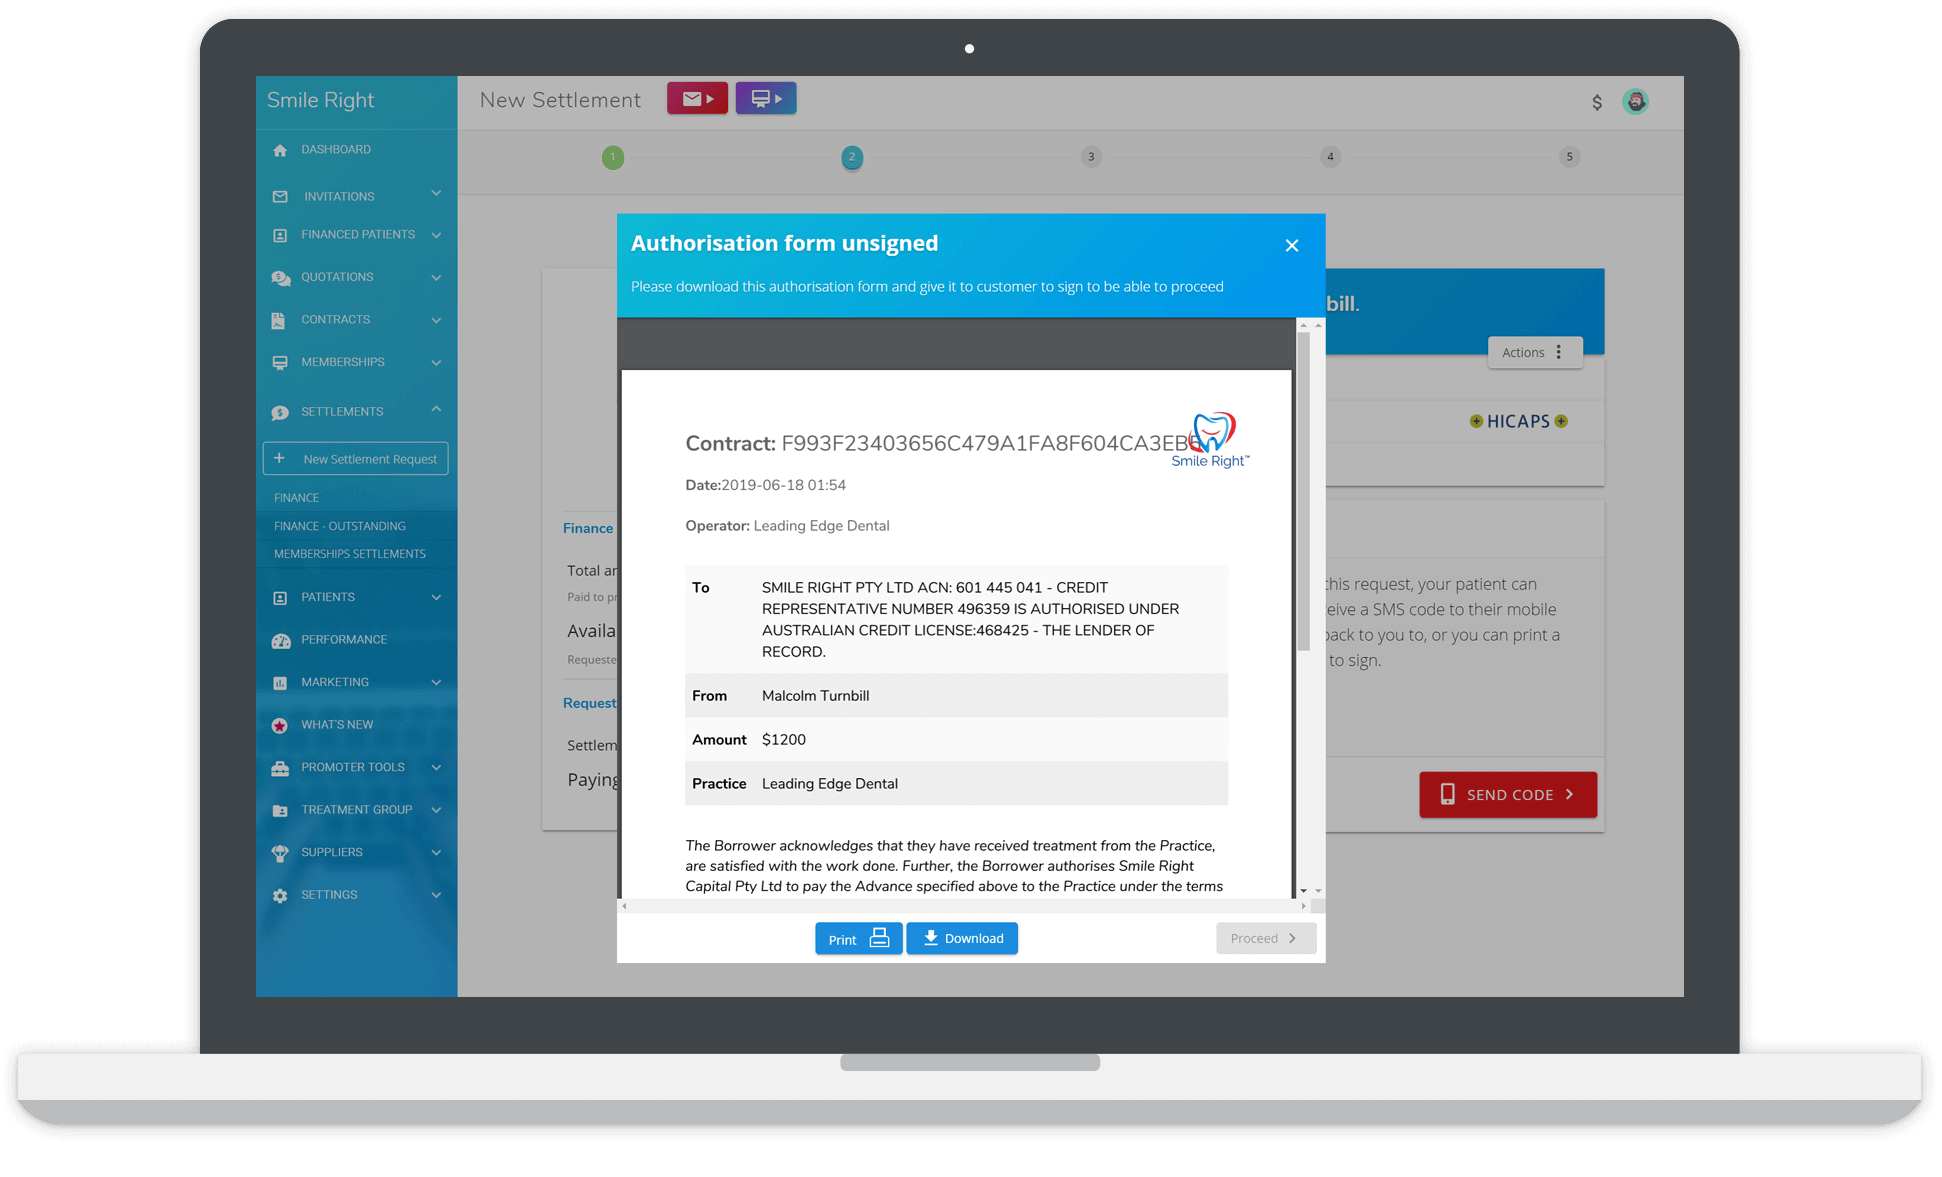 Smile Right
New Settlement
$
DASHBOARD
INVITATIONS
FINANCED PATIENTS
QUOTATIONS
CONTRACTS
MEMBERSHIPS
SETTLEMENTS
+ New Settlement Request
FINANCE
FINANCE - OUTSTANDING
MEMBERSHIPS SETTLEMENTS
PATIENTS
PERFORMANCE
MARKETING
WHAT'S NEW
PROMOTER TOOLS
TREATMENT GROUP
SUPPLIERS
SETTINGS
1 2 3 4 5
Authorisation form unsigned
Please download this authorisation form and give it to customer to sign to be able to proceed
Contract: F993F23403656C479A1FA8F604CA3EB
Smile Right™
Date:2019-06-18 01:54
Operator: Leading Edge Dental
To SMILE RIGHT PTY LTD ACN: 601 445 041 - CREDIT
REPRESENTATIVE NUMBER 496359 IS AUTHORISED UNDER
AUSTRALIAN CREDIT LICENSE:468425 - THE LENDER OF
RECORD.
From Malcolm Turnbill
Amount $1200
Practice Leading Edge Dental
The Borrower acknowledges that they have received treatment from the Practice,
are satisfied with the work done. Further, the Borrower authorises Smile Right
Capital Pty Ltd to pay the Advance specified above to the Practice under the terms
Print
Download
Proceed
Finance
Total
Paid to
Request
Paying
bill.
Actions
HICAPS
this request, your patient can
a SMS code to their mobile
back to you to, or you can print a
to sign.
SEND CODE